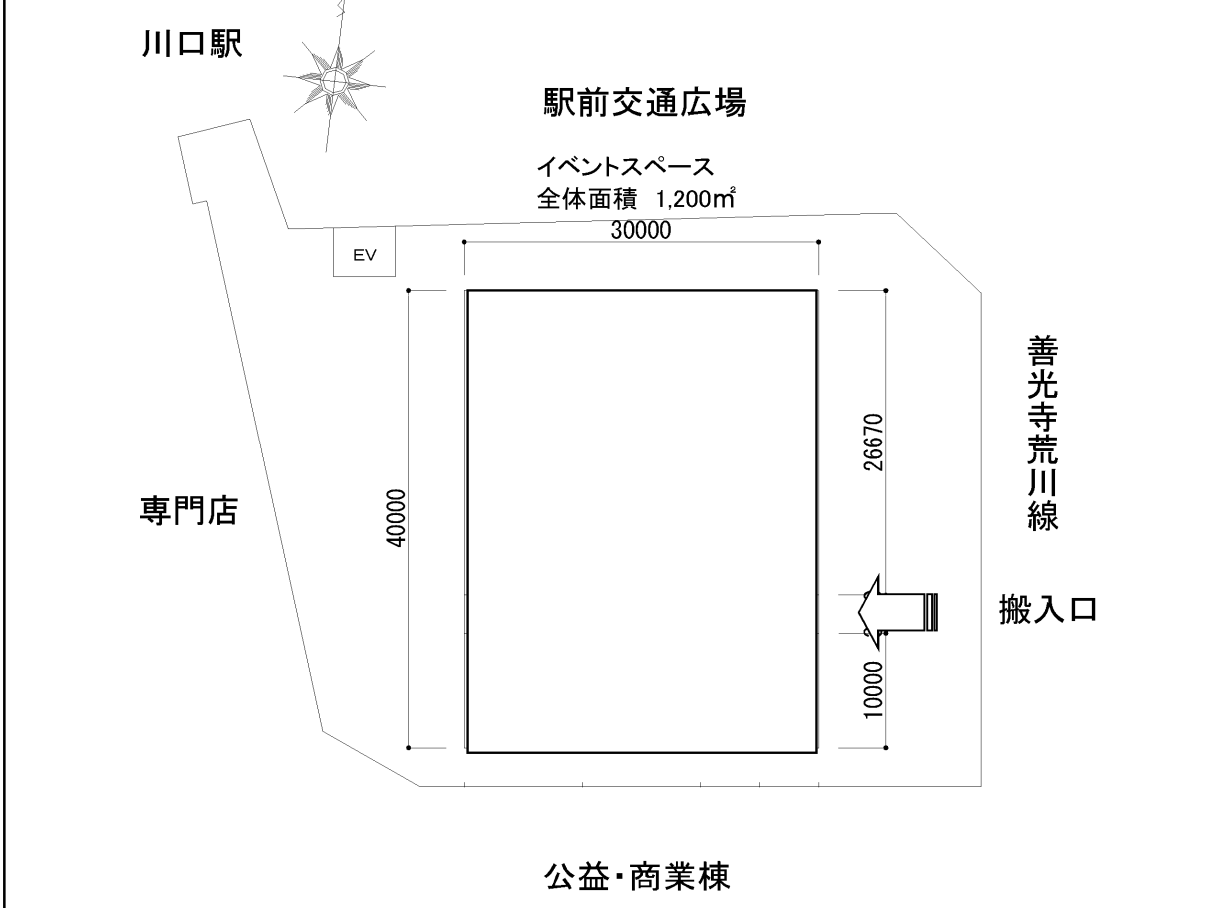 川口駅
駅前交通広場
イベントスペース
全体面積 1,200㎡
30000
EV
善光寺荒川線
26670
40000
専門店
搬入口
10000
公益・商業棟